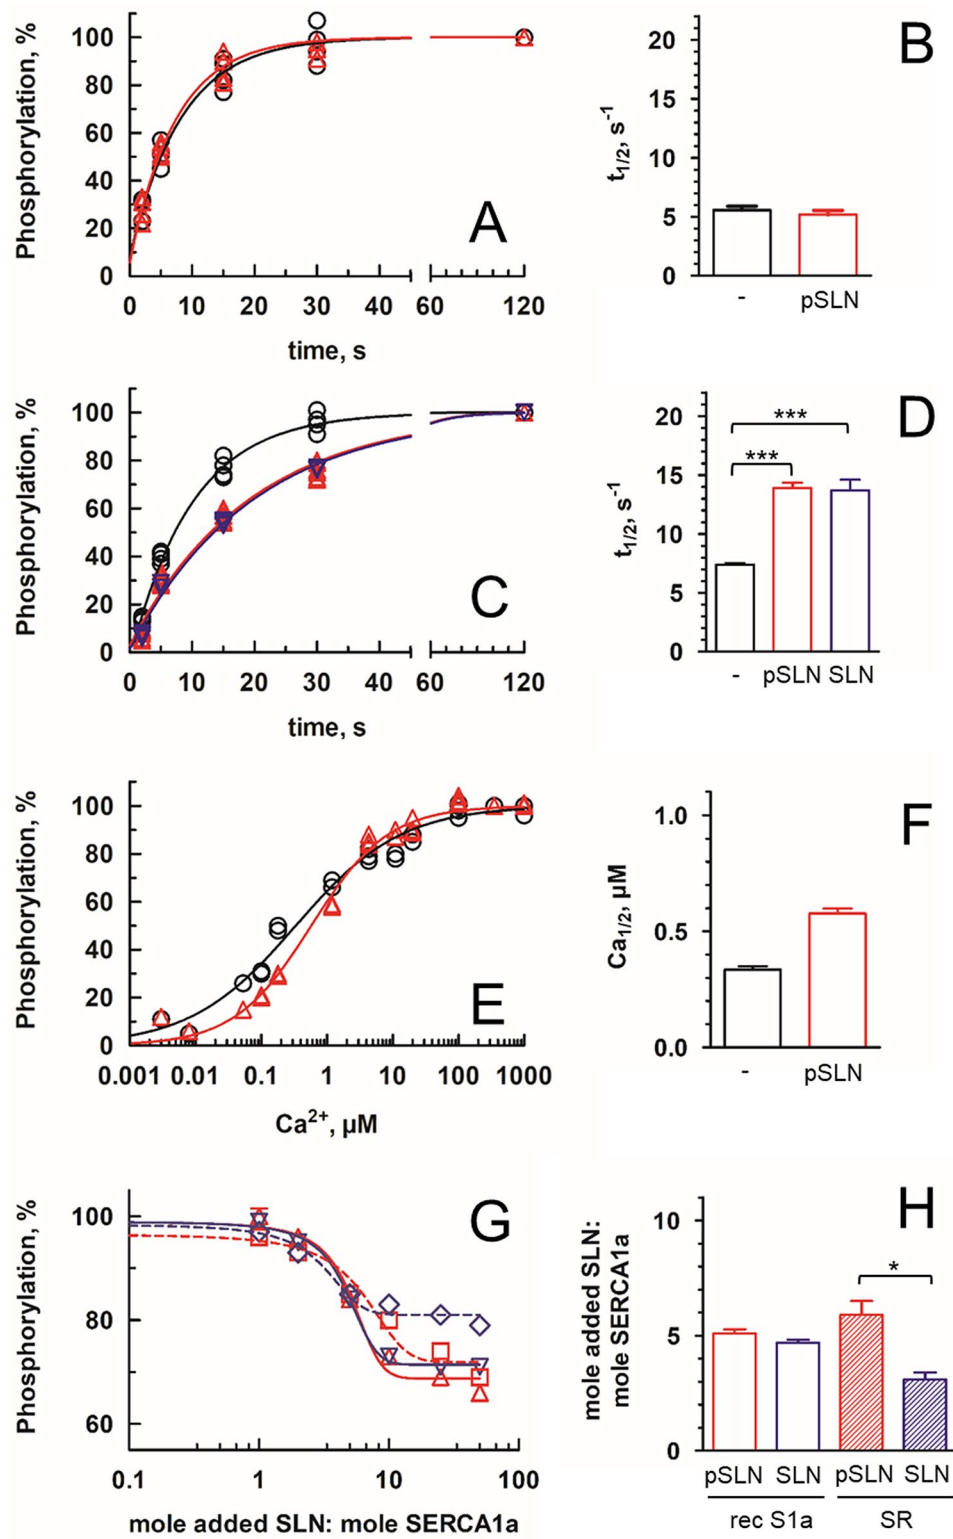 Phosphorylation, %
100
80
60
40
20
0
0 10 20 30 40 60 120
time, s
A
t1/2, s-1
20
15
10
5
0
- pSLN
B
Phosphorylation, %
100
80
60
40
20
0
0 10 20 30 40 60 120
time, s
C
t1/2, s-1
20
15
10
5
0
***
***
- pSLN SLN
D
Phosphorylation, %
100
80
60
40
20
0
0.001 0.01 0.1 1 10 100 1000
Ca2+, µM
E
Ca1/2, µM
1.0
0.5
0.0
- pSLN
F
Phosphorylation, %
100
80
60
0.1 1 10 100
mole added SLN: mole SERCA1a
G
mole added SLN:
mole SERCA1a
10
5
0
*
pSLN SLN pSLN SLN
rec S1a SR
H